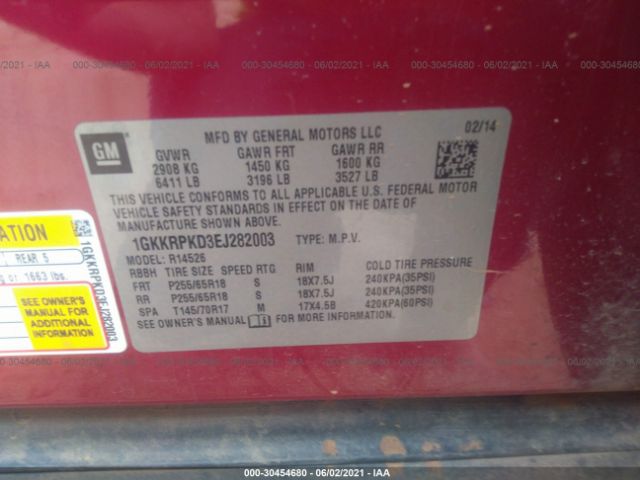 000-30454680 - 06/02/2021 - IAA
GM
MFD BY GENERAL MOTORS LLC 02/14
GVWR GAWR FRT GAWR RR
2908 KG 1450 KG 1600 KG
6411 LB 3196 LB 3527 LB
THIS VEHICLE CONFORMS TO ALL APPLICABLE U.S. FEDERAL MOTOR
VEHICLE SAFETY STANDARDS IN EFFECT ON THE DATE OF
MANUFACTURE SHOWN ABOVE.
1GKKRPKD3EJ282003 TYPE: M.P.V.
MODEL: R14526
RBBH TIRE SIZE SPEED RTG RIM COLD TIRE PRESSURE
FRT P255/65R18 S 18X7.5J 240KPA(35PSI)
RR P255/65R18 S 18X7.5J 240KPA(35PSI)
SPA T145/70R17 M 17X4.5B 420KPA(60PSI)
SEE OWNER'S MANUAL FOR MORE INFORMATION.
ATION
REAR 5
1663 lbs.
SEE OWNER'S
MANUAL FOR
ADDITIONAL
INFORMATION
1GKKRPKD3EJ282003
000-30454680 - 06/02/2021 - IAA